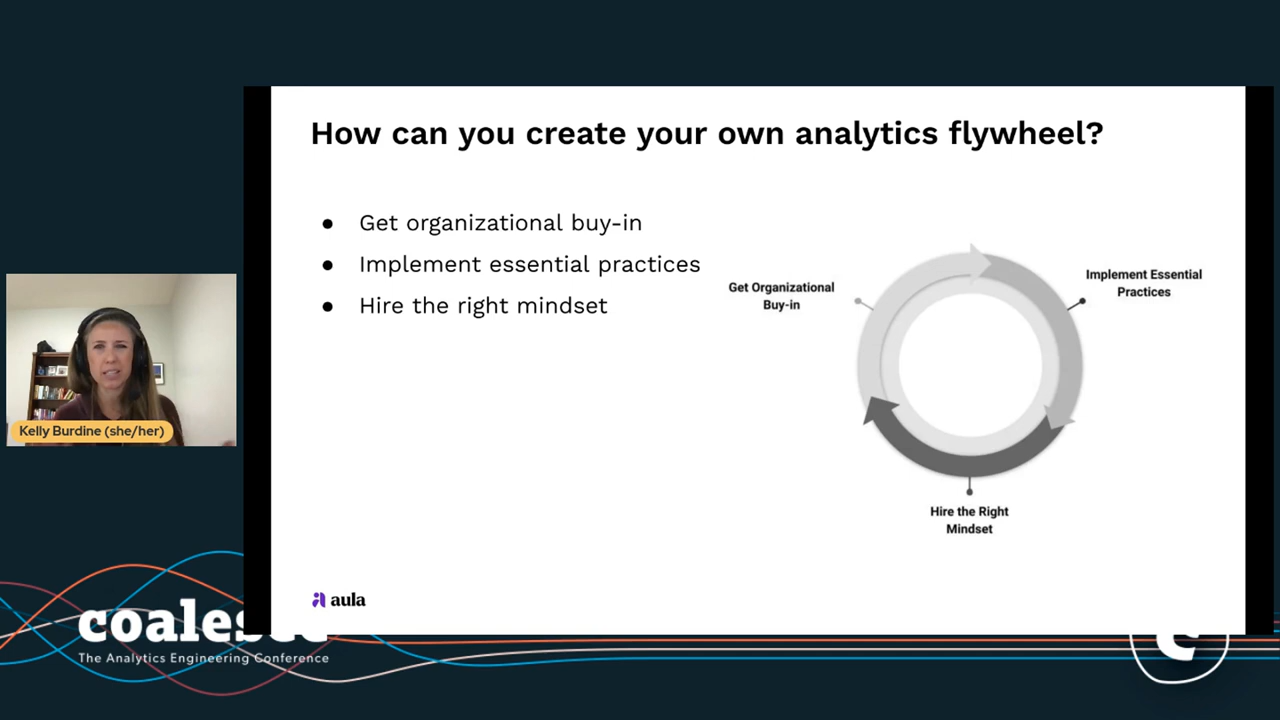 How can you create your own analytics flywheel?
● Get organizational buy-in
● Implement essential practices
● Hire the right mindset
Get Organizational
Buy-in
Implement Essential
Practices
Hire the Right
Mindset
aula
Kelly Burdine (she/her)
coalesce
The Analytics Engineering Conference